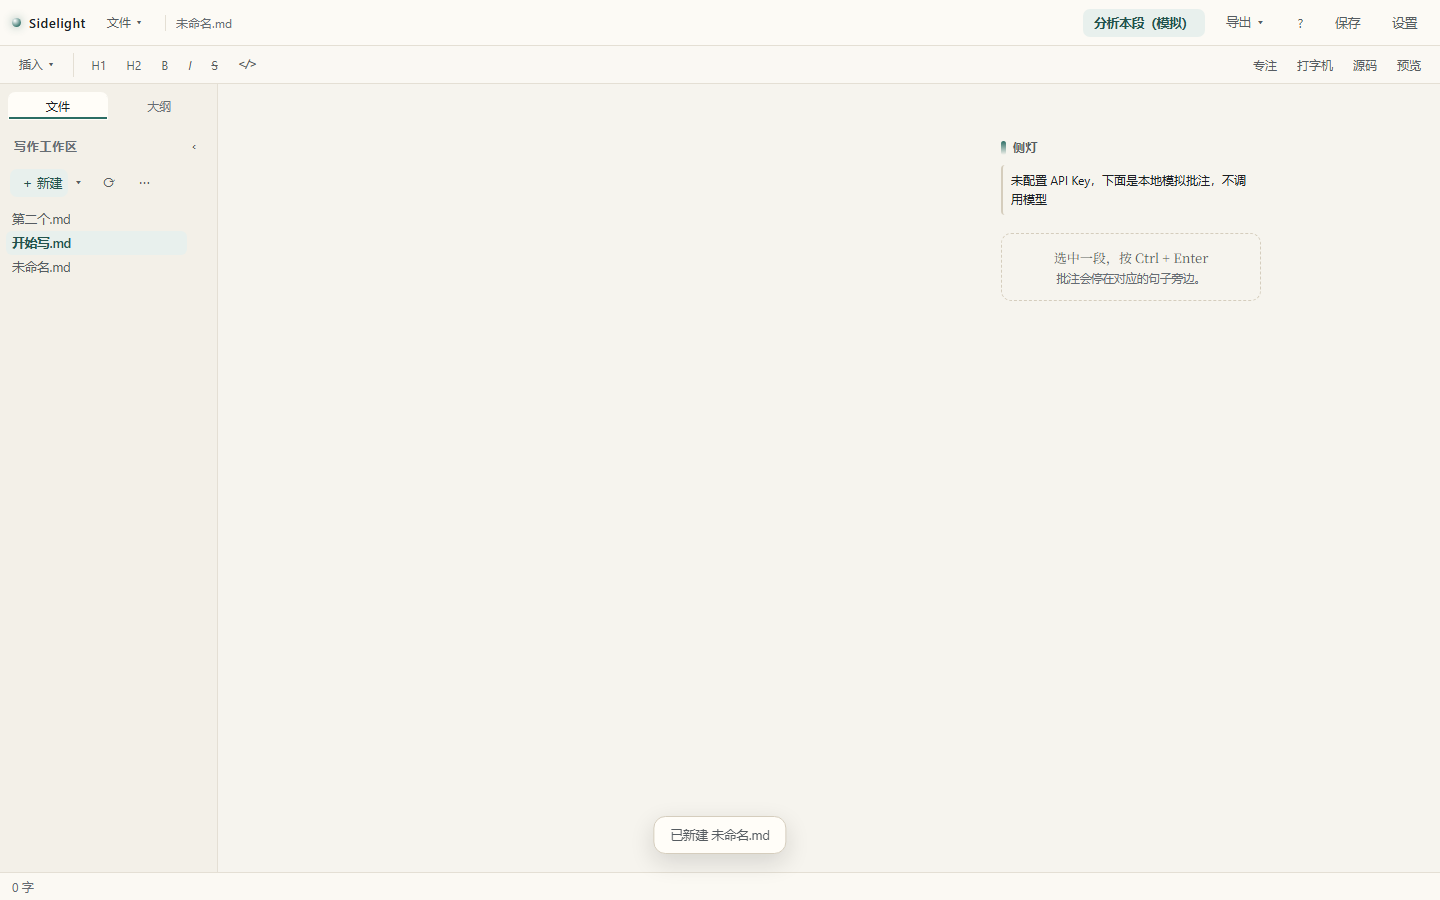 Sidelight 文件 未命名.md 分析本段（模拟） 导出 ? 保存 设置
插入 H1 H2 B I S </> 专注 打字机 源码 预览
文件 大纲
写作工作区
+ 新建 ...
第二个.md
开始写.md
未命名.md
侧灯
未配置 API Key，下面是本地模拟批注，不调
用模型
选中一段，按 Ctrl + Enter
批注会停在对应的句子旁边。
已新建 未命名.md
0 字